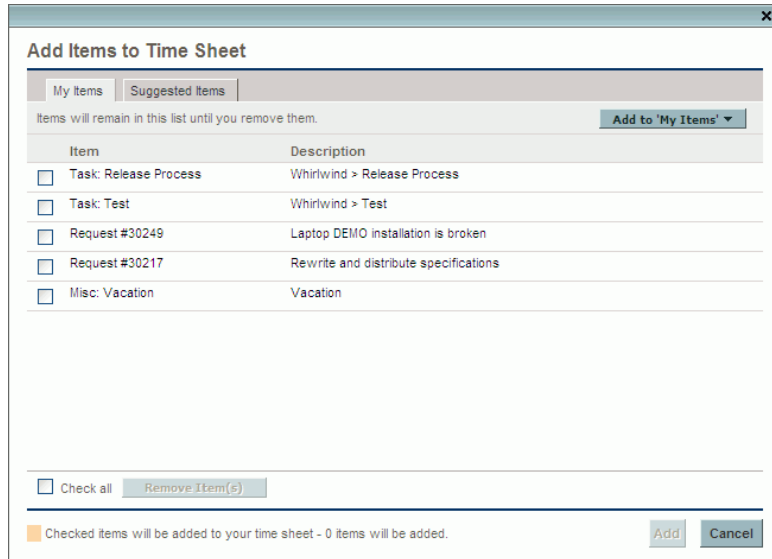 Add Items to Time Sheet
My Items Suggested Items
Items will remain in this list until you remove them. Add to 'My Items'
Item Description
Task: Release Process Whirlwind > Release Process
Task: Test Whirlwind > Test
Request #30249 Laptop DEMO installation is broken
Request #30217 Rewrite and distribute specifications
Misc: Vacation Vacation
Check all Remove Item(s)
Checked items will be added to your time sheet - 0 items will be added. Add Cancel